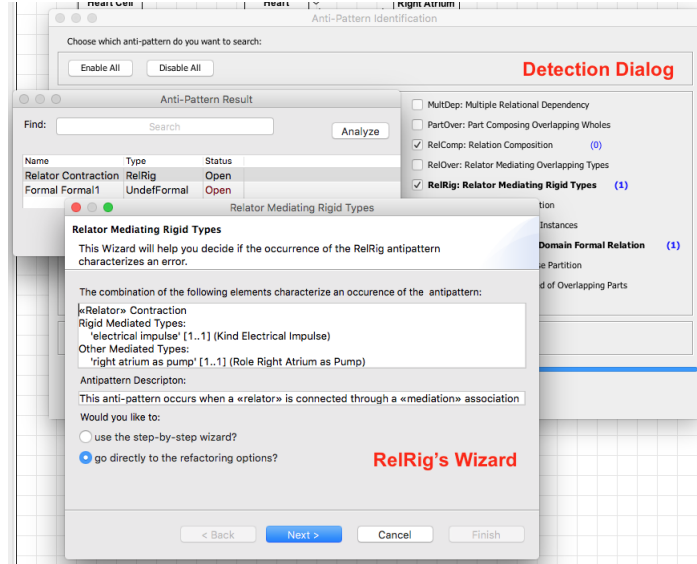 Heart Cell
Heart
Right Atrium
Anti-Pattern Iden
Choose which anti-pattern do you want to search:
Enable All
Disable All
Detection Dialog
Anti-Pattern Result
Find:
Search
Analyze
Name Type Status
Relator Contraction RelRig Open
Formal Formal1 UndefFormal Open
MultDep: Multiple Relational Dependency
PartOver: Part Composing Overlapping Wholes
RelComp: Relation Composition (0)
RelOver: Relator Mediating Overlapping Types
RelRig: Relator Mediating Rigid Types (1)
tion
Instances
Domain Formal Relation (1)
se Partition
d of Overlapping Parts
Relator Mediating Rigid Types
Relator Mediating Rigid Types
This Wizard will help you decide if the occurrence of the RelRig antipattern
characterizes an error.
The combination of the following elements characterize an occurence of the antipattern:
«Relator» Contraction
Rigid Mediated Types:
'electrical impulse' [1..1] (Kind Electrical Impulse)
Other Mediated Types:
'right atrium as pump' [1..1] (Role Right Atrium as Pump)
Antipattern Descripton:
This anti-pattern occurs when a «relator» is connected through a «mediation» association
Would you like to:
use the step-by-step wizard?
go directly to the refactoring options?
RelRig's Wizard
< Back
Next >
Cancel
Finish